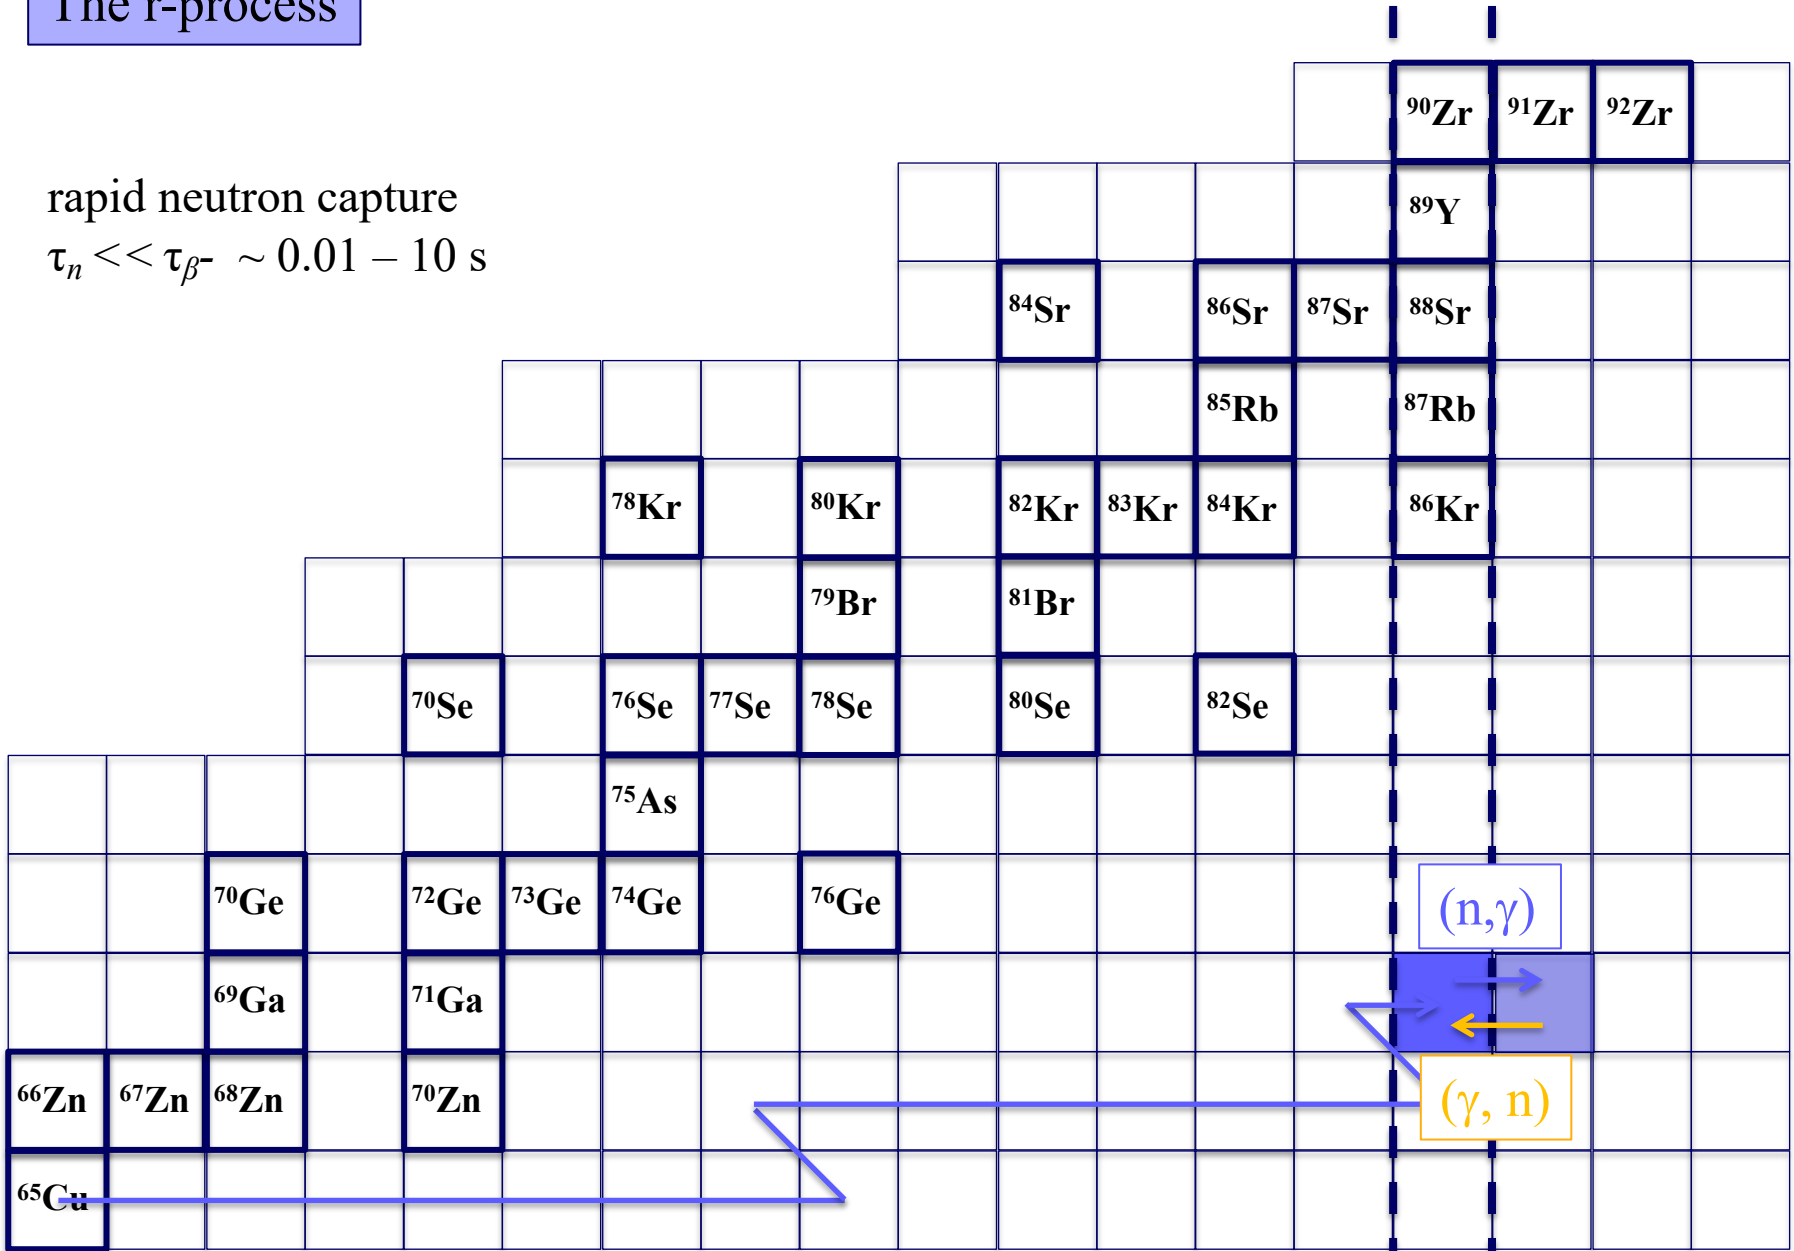 The r-process
rapid neutron capture
τₙ << τᵦ- ~ 0.01 – 10 s
⁹⁰Zr ⁹¹Zr ⁹²Zr
⁸⁹Y
⁸⁴Sr ⁸⁶Sr ⁸⁷Sr ⁸⁸Sr
⁸⁵Rb ⁸⁷Rb
⁷⁸Kr ⁸⁰Kr ⁸²Kr ⁸³Kr ⁸⁴Kr ⁸⁶Kr
⁷⁹Br ⁸¹Br
⁷⁰Se ⁷⁶Se ⁷⁷Se ⁷⁸Se ⁸⁰Se ⁸²Se
⁷⁵As
⁷⁰Ge ⁷²Ge ⁷³Ge ⁷⁴Ge ⁷⁶Ge (n,γ)
⁶⁹Ga ⁷¹Ga
⁶⁶Zn ⁶⁷Zn ⁶⁸Zn ⁷⁰Zn (γ, n)
⁶⁵Cu